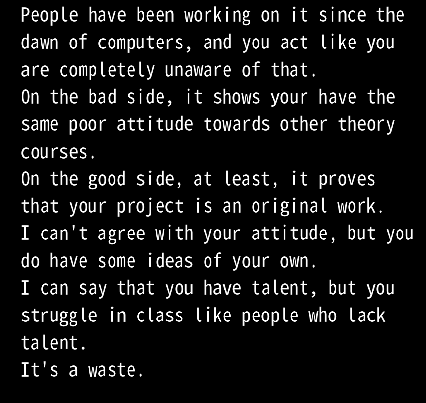 People have been working on it since the
dawn of computers, and you act like you
are completely unaware of that.
On the bad side, it shows your have the
same poor attitude towards other theory
courses.
On the good side, at least, it proves
that your project is an original work.
I can't agree with your attitude, but you
do have some ideas of your own.
I can say that you have talent, but you
struggle in class like people who lack
talent.
It's a waste.